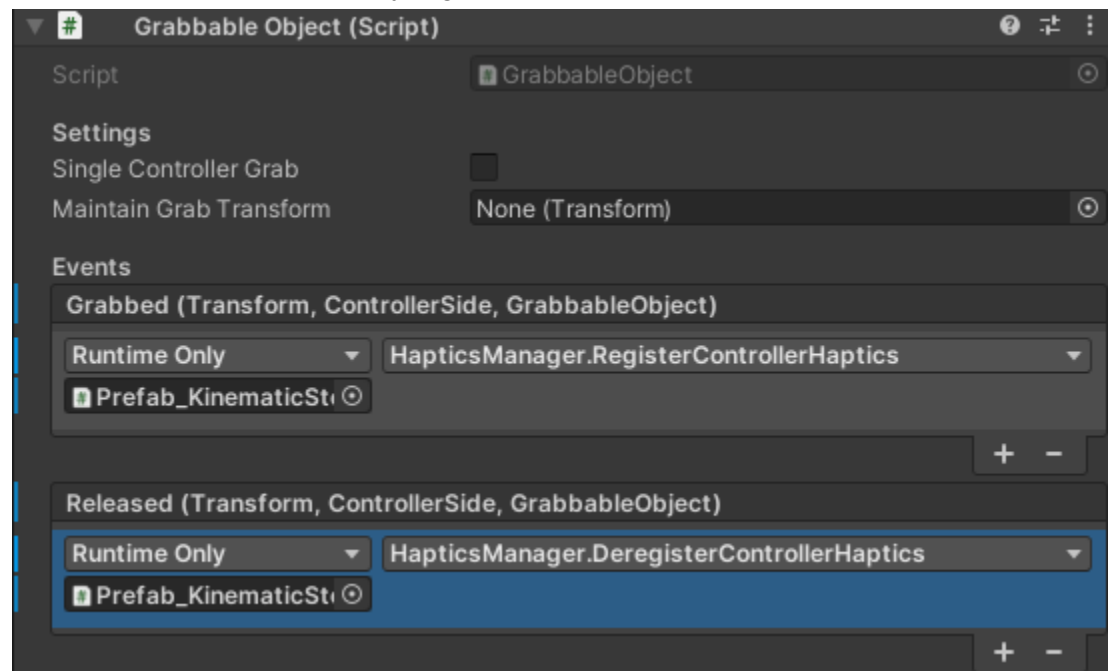 Grabbable Object (Script)
Script GrabbableObject
Settings
Single Controller Grab
Maintain Grab Transform None (Transform)
Events
Grabbed (Transform, ControllerSide, GrabbableObject)
Runtime Only HapticsManager.RegisterControllerHaptics
Prefab_KinematicSt
Released (Transform, ControllerSide, GrabbableObject)
Runtime Only HapticsManager.DeregisterControllerHaptics
Prefab_KinematicSt